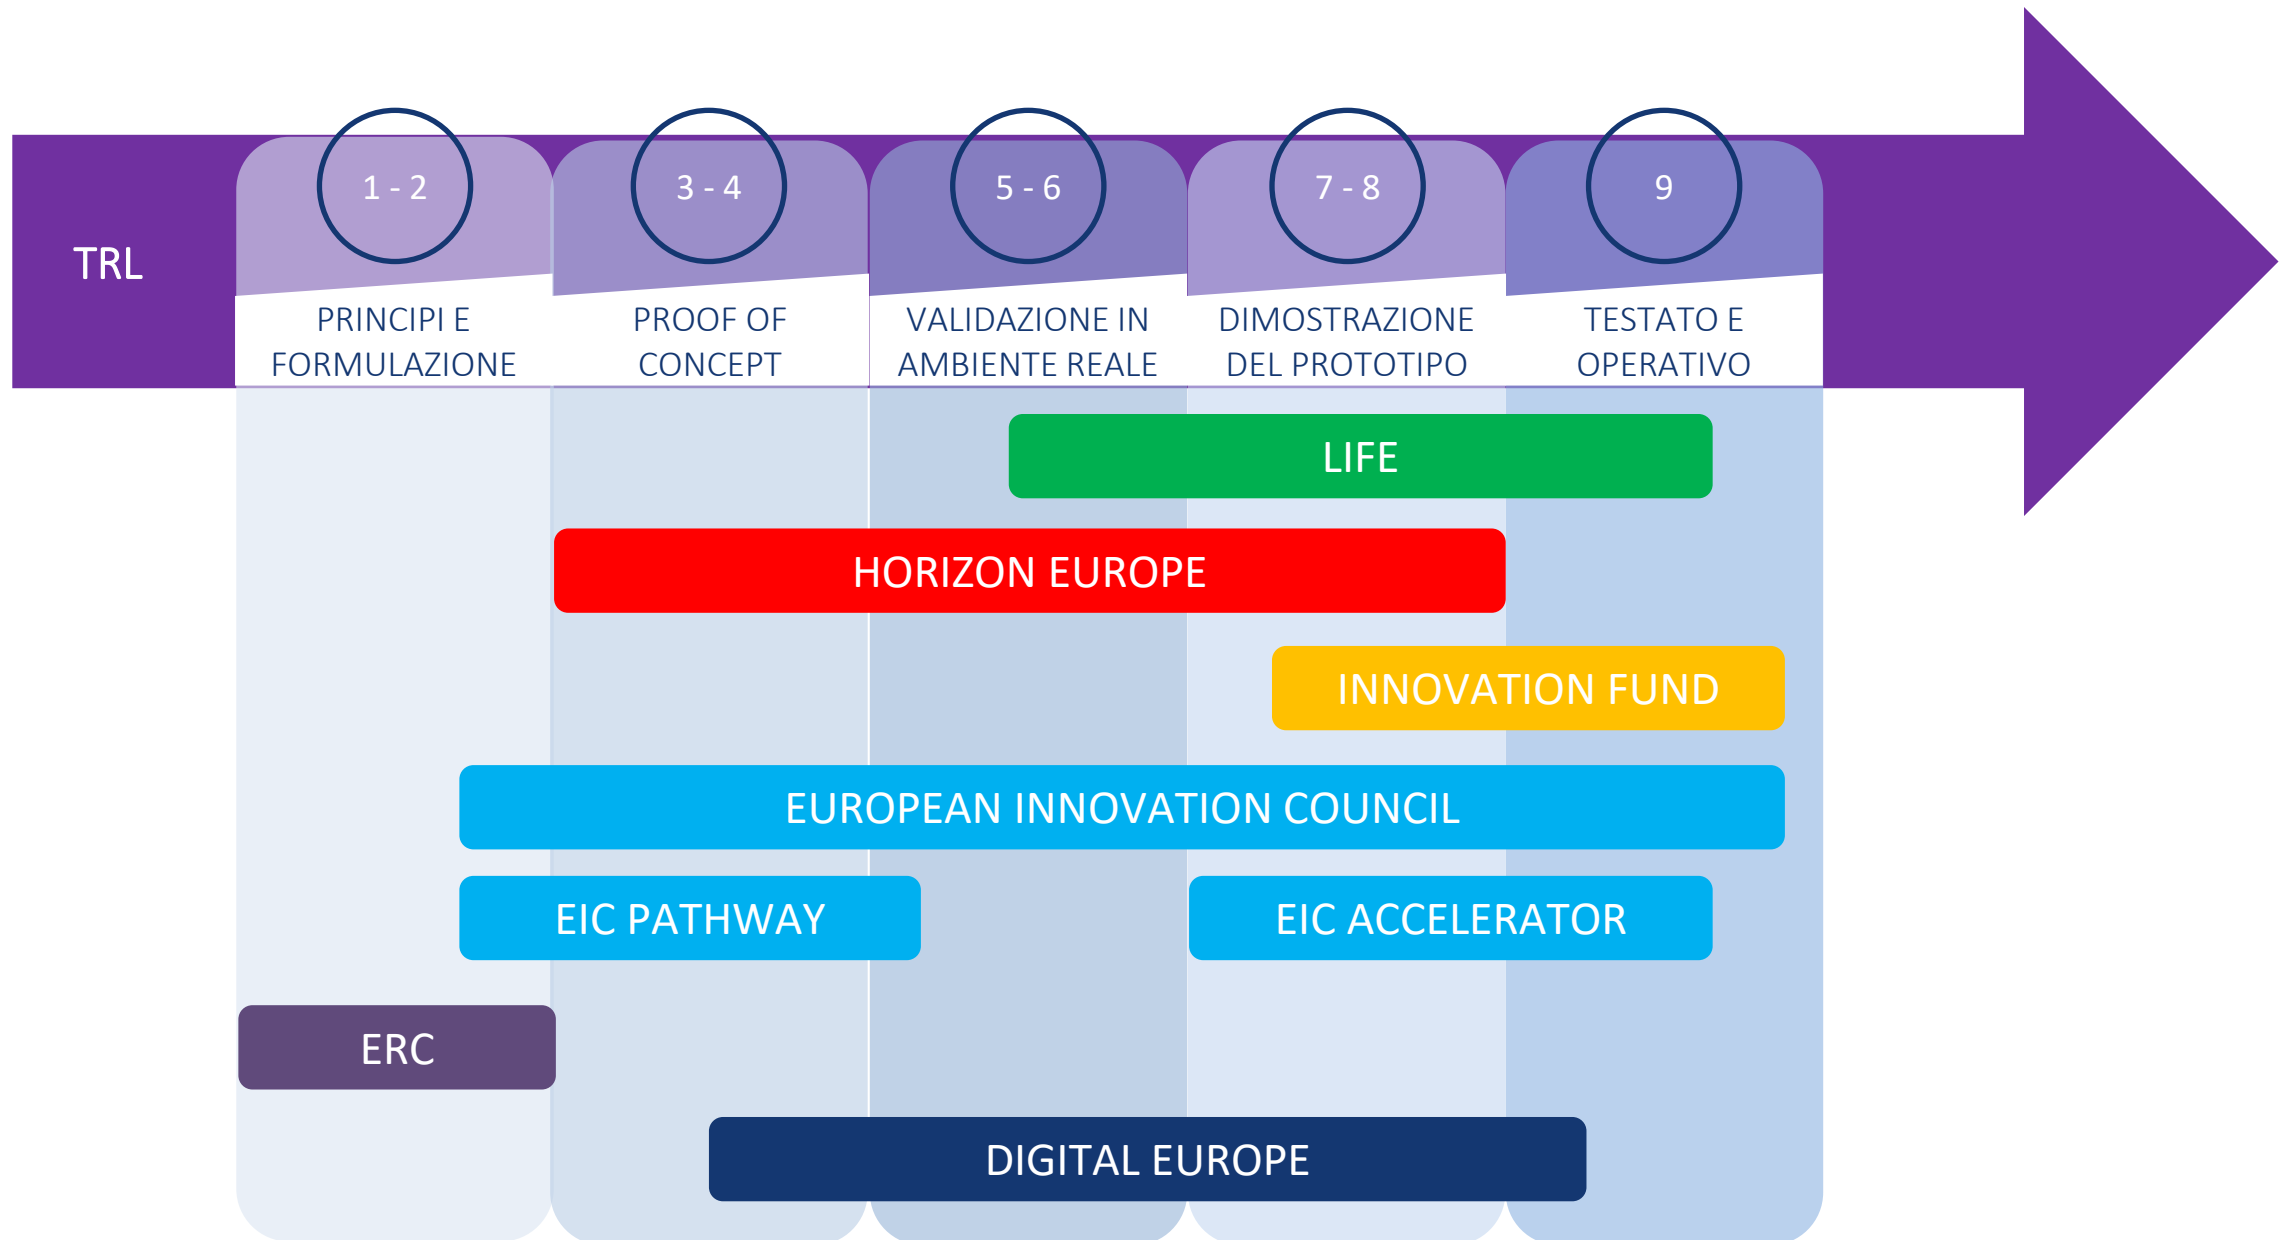 TRL
1 - 2
3 - 4
5 - 6
7 - 8
9
PRINCIPI E
FORMULAZIONE
PROOF OF
CONCEPT
VALIDAZIONE IN
AMBIENTE REALE
DIMOSTRAZIONE
DEL PROTOTIPO
TESTATO E
OPERATIVO
LIFE
HORIZON EUROPE
INNOVATION FUND
EUROPEAN INNOVATION COUNCIL
EIC PATHWAY
EIC ACCELERATOR
ERC
DIGITAL EUROPE